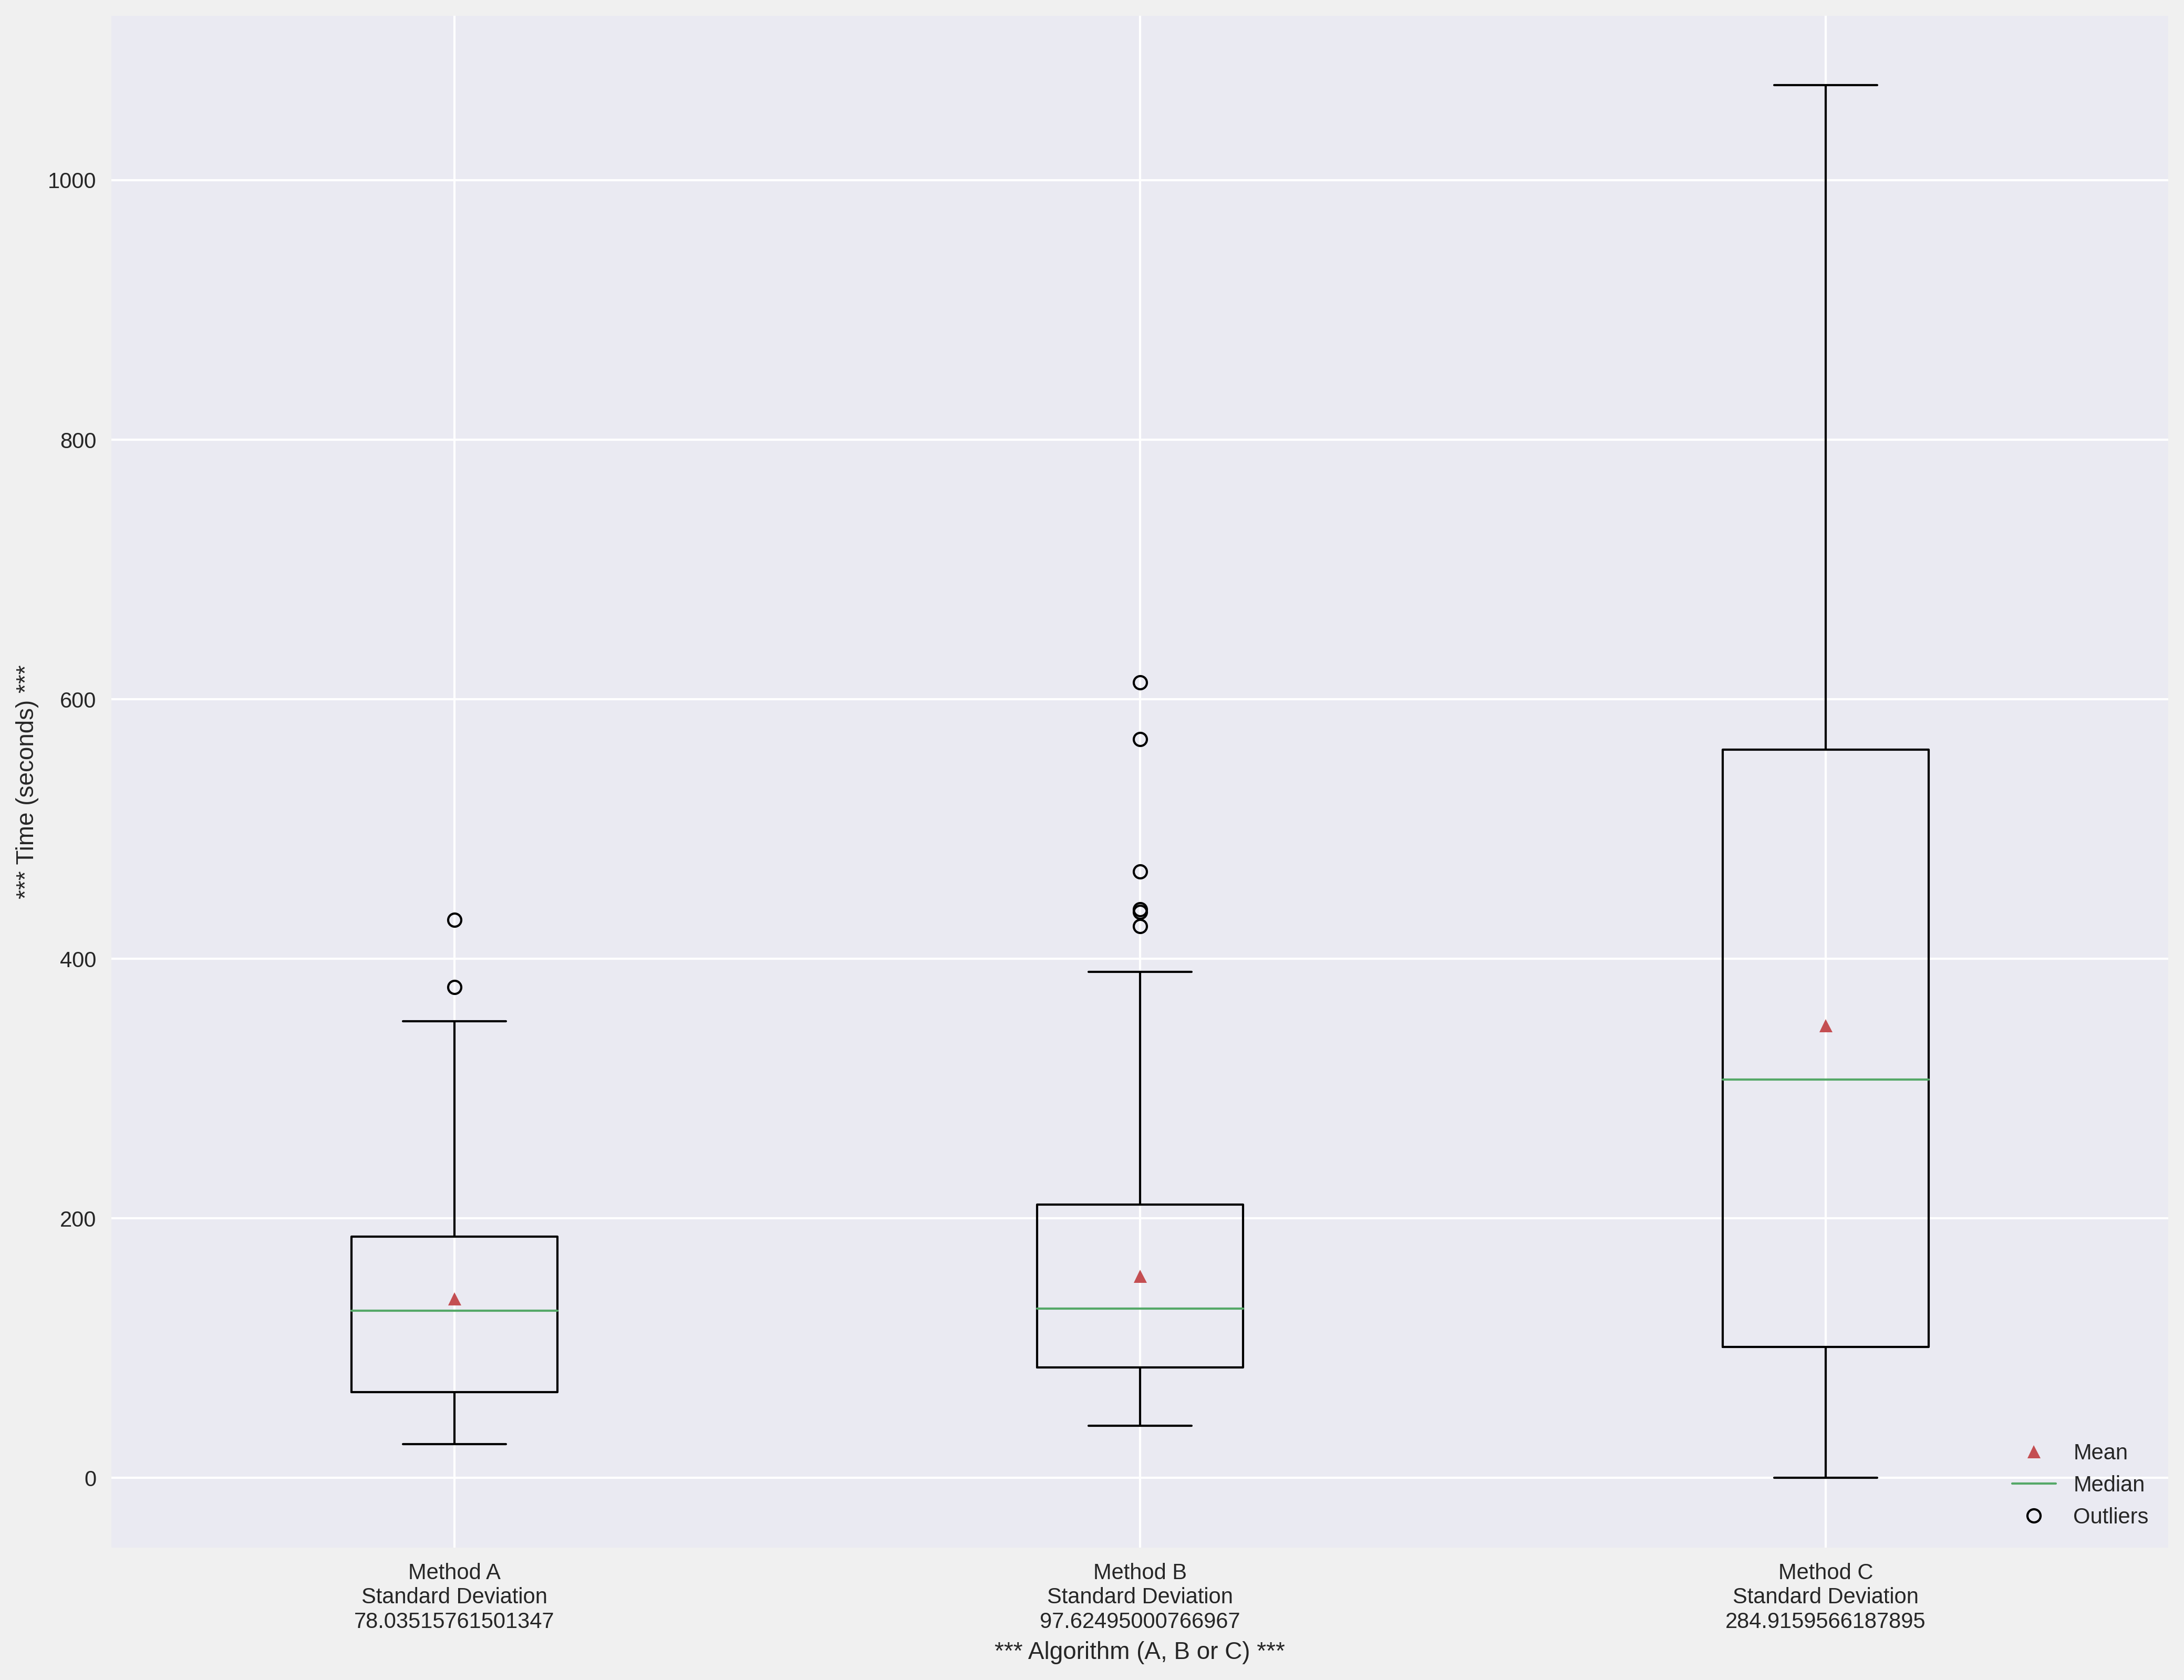 1000
800
600
400
200
0
*** Time (seconds) ***
Mean
Median
Outliers
Method A
Standard Deviation
78.03515761501347
Method B
Standard Deviation
97.62495000766967
Method C
Standard Deviation
284.9159566187895
*** Algorithm (A, B or C) ***